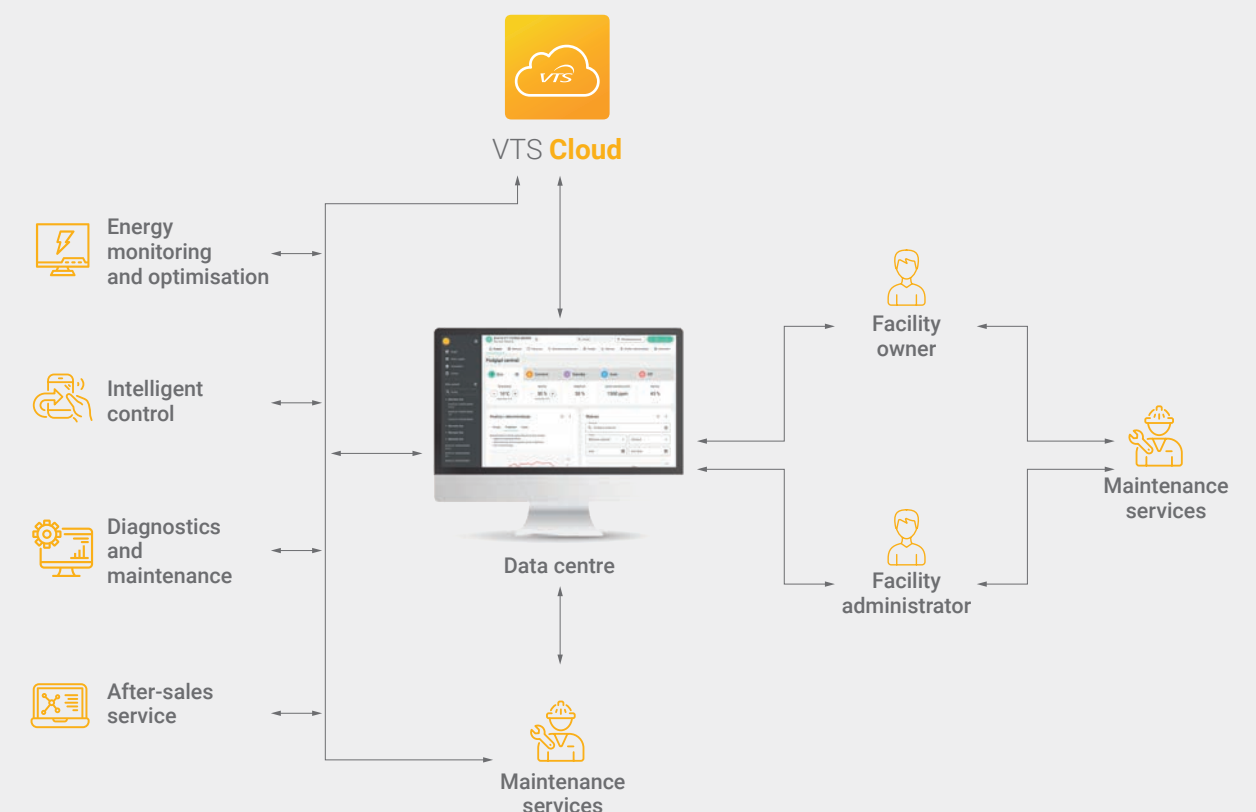 VTS
VTS Cloud
Energy
monitoring
and optimisation
Intelligent
control
Diagnostics
and
maintenance
After-sales
service
Data centre
Facility
owner
Facility
administrator
Maintenance
services
Maintenance
services